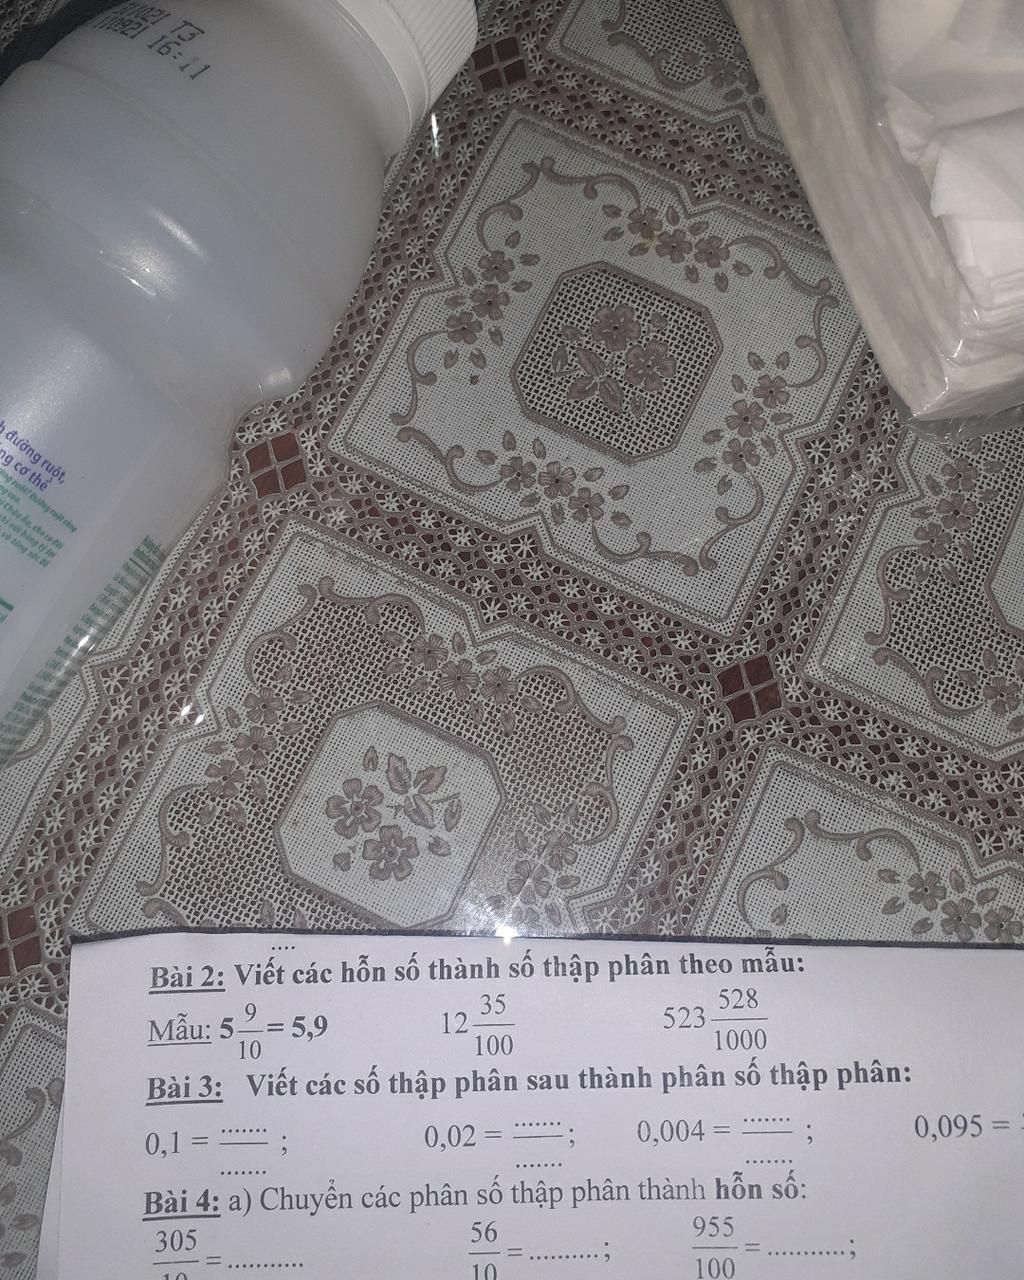 16:11
h đường ruột,
ng cơ thể
....
Bài 2: Viết các hỗn số thành số thập phân theo mẫu:
Mẫu: 5 9/10 = 5,9 12 35/100 523 528/1000
Bài 3: Viết các số thập phân sau thành phân số thập phân:
0,1 = ......./....... ; 0,02 = ......./....... ; 0,004 = ......./....... ; 0,095 =
Bài 4: a) Chuyển các phân số thập phân thành hỗn số:
305/10 = ........... 56/10 = ..........; 955/100 = ...........;